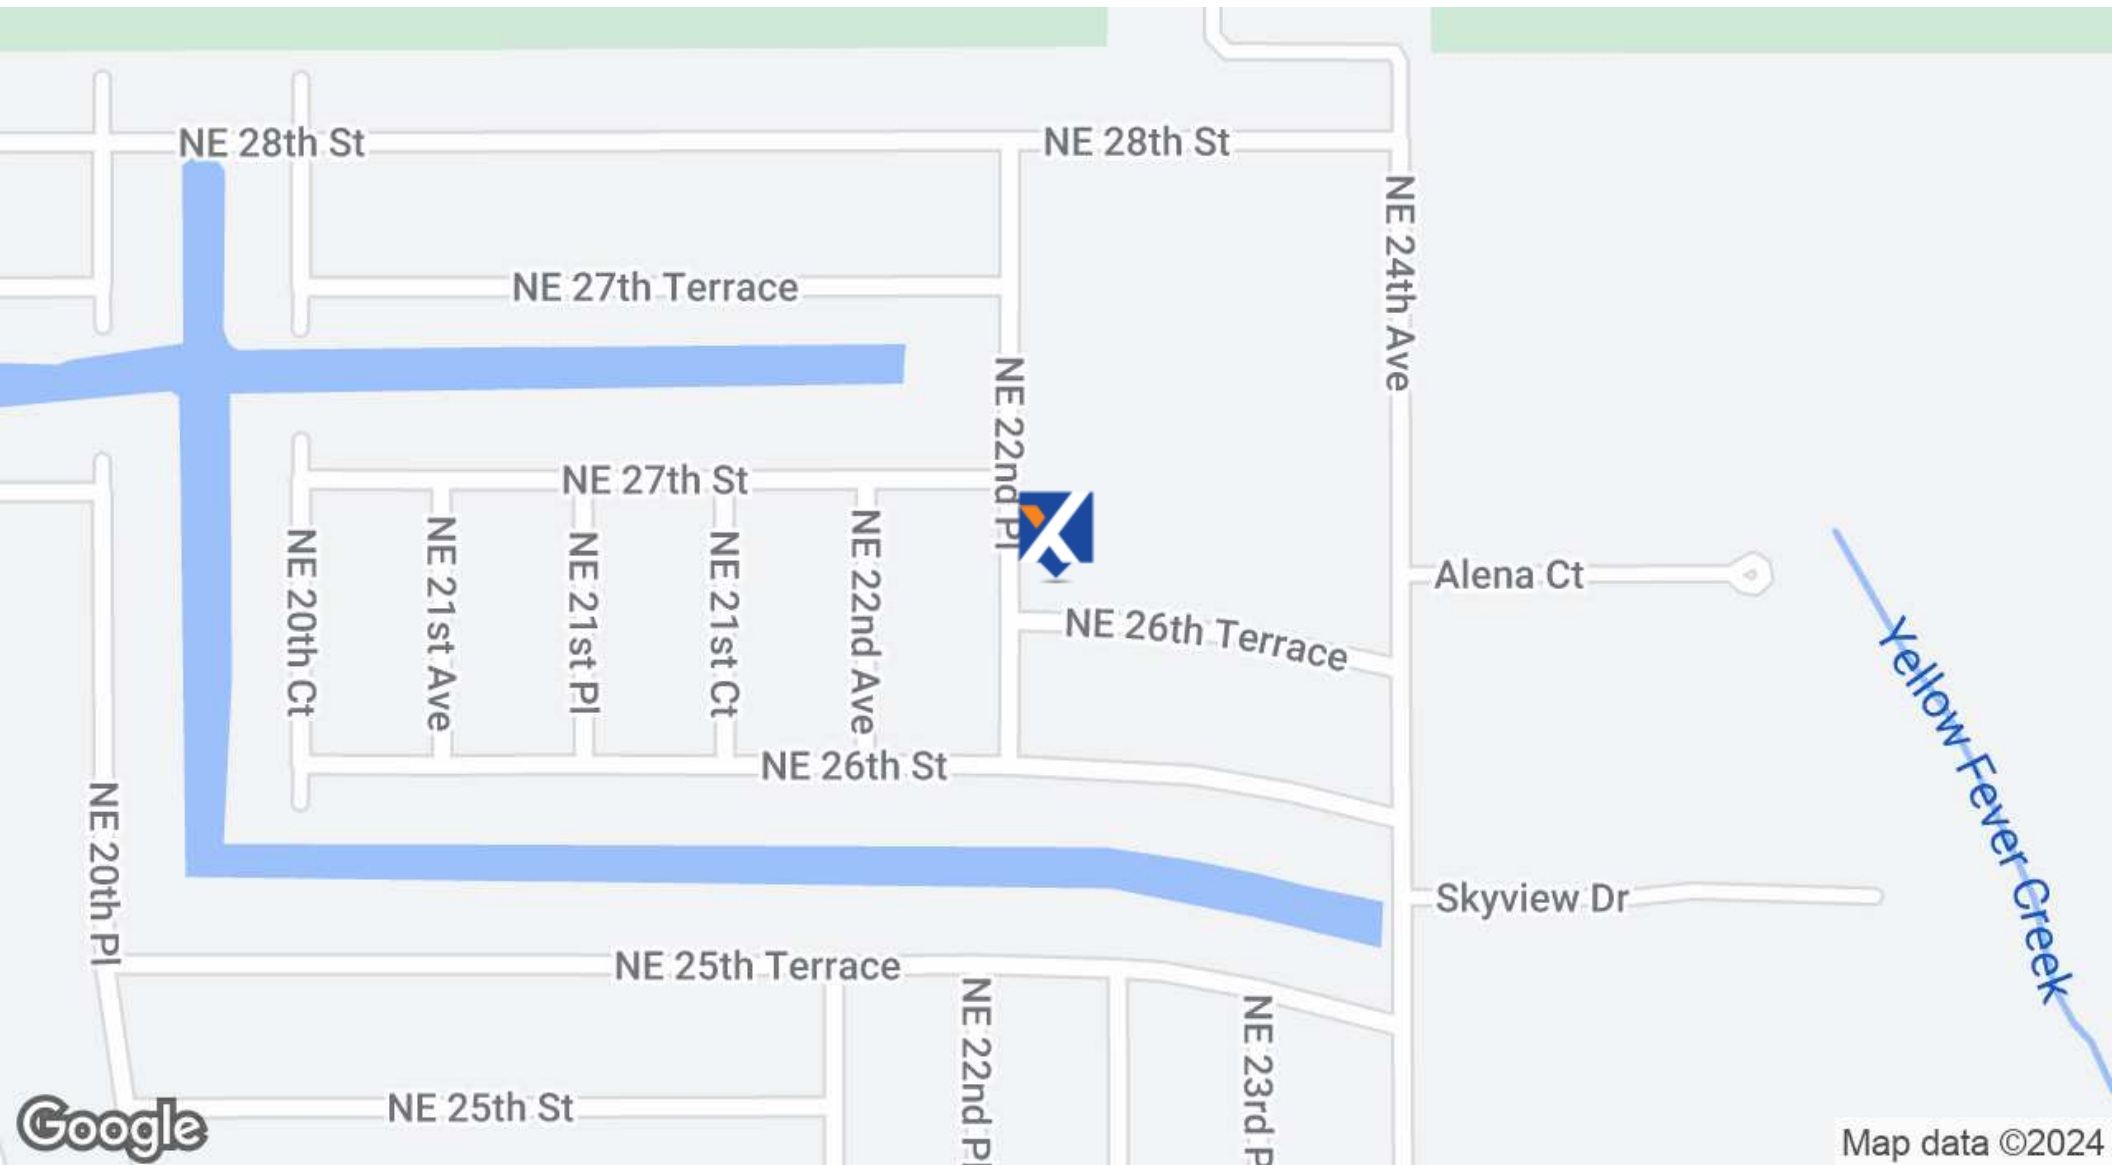 NE 28th St
NE 28th St
NE 24th Ave
NE 27th Terrace
NE 22nd Pl
NE 27th St
NE 20th Ct
NE 21st Ave
NE 21st Pl
NE 21st Ct
NE 22nd Ave
Alena Ct
NE 26th Terrace
Yellow Fever Creek
NE 26th St
NE 20th Pl
Skyview Dr
NE 25th Terrace
NE 22nd Pl
NE 23rd P
NE 25th St
Google
Map data ©2024